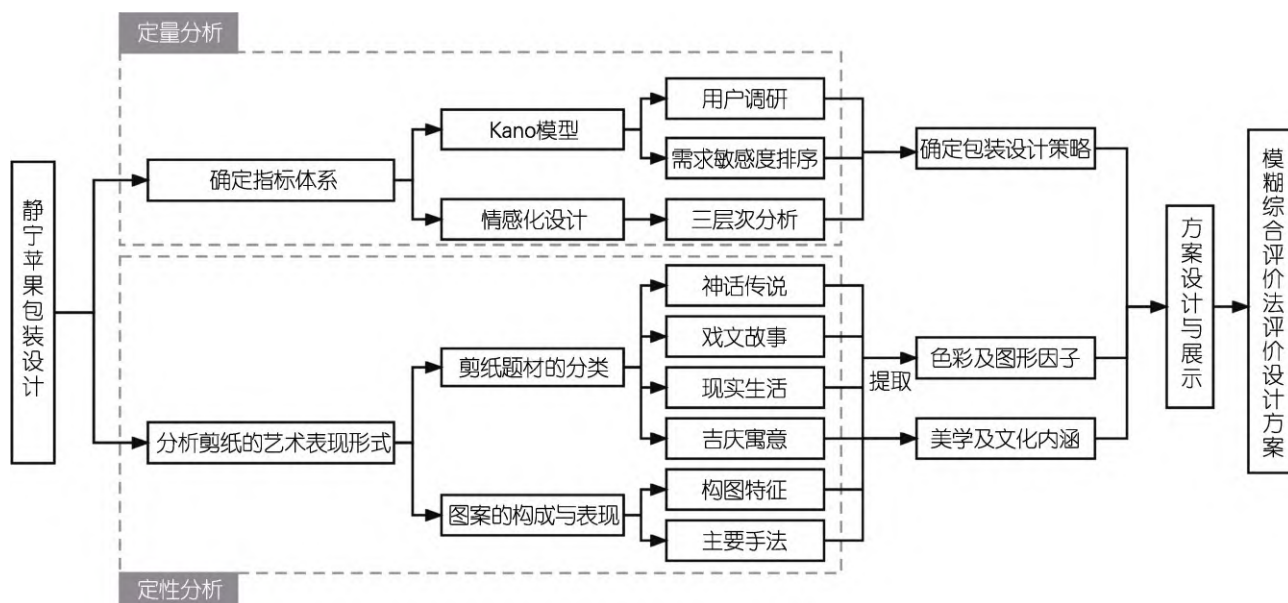 定量分析
用户调研
Kano模型
确定包装设计策略
需求敏感度排序
确定指标体系
情感化设计
三层次分析
静宁苹果包装设计
神话传说
戏文故事
剪纸题材的分类
色彩及图形因子
提取
现实生活
分析剪纸的艺术表现形式
吉庆寓意
美学及文化内涵
构图特征
图案的构成与表现
主要手法
定性分析
方案设计与展示
模糊综合评价法评价设计方案